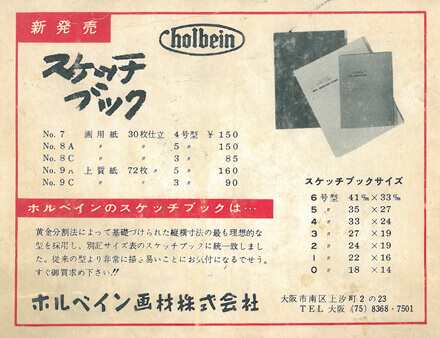 新発売
holbein
スケッチ
ブック
No. 7 画用紙 30枚仕立 4号型 ¥ 150
No. 8A 〃 〃 5 〃 150
No. 8C 〃 〃 3 〃 85
No. 9A 上質紙 72枚〃 5 〃 160
No. 9C 〃 〃 3 〃 90
スケッチブックサイズ
6号型 41㎝×33㎝
5 〃 35 ×27
4 〃 33 ×24
3 〃 27 ×19
2 〃 24 ×19
1 〃 22 ×16
0 〃 18 ×14
ホルベインのスケッチブックは…
黄金分割法によって基礎づけられた縦横寸法の最も理想的な
型を採用し、別記サイズ表のスケッチブックに統一致しまし
た。従来の型より非常に描き易いことにお気付になるでせう。
すぐ御買求め下さい!!
ホルベイン画材株式会社
大阪市南区上汐町2の23
TEL 大阪 (75) 8368・7501